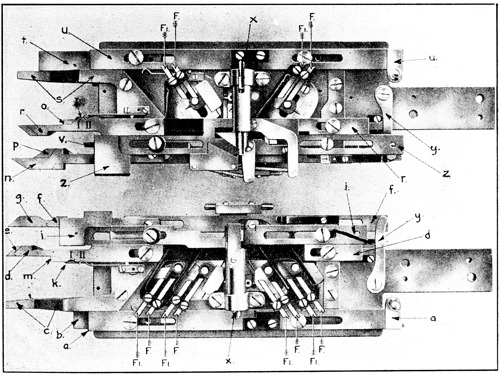 F. x F.
F1. F1.
t. u. u.
s.
o.
r.
p. v.
n. z. r. y. z
g. f. i. f.
e. i y
d. m. d
k.
c. b. a. a
F. F. F. F.
F1. F1. x. F1. F1.